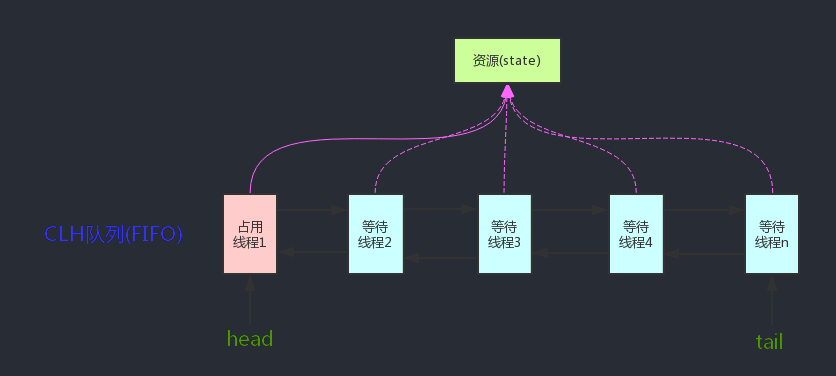 资源(state)
占用
线程1
等待
线程2
等待
线程3
等待
线程4
等待
线程n
CLH队列(FIFO)
head
tail